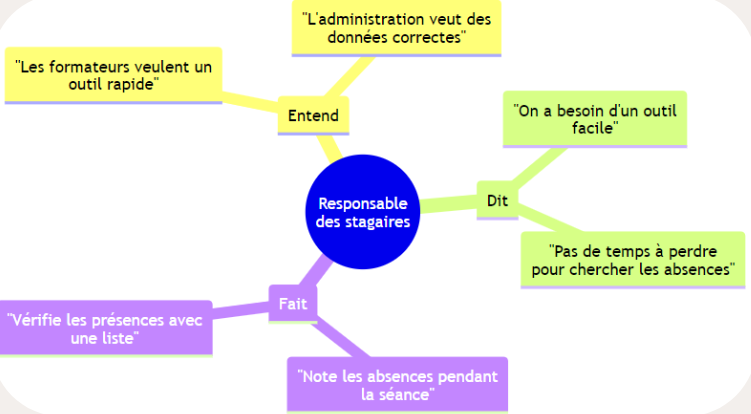 "L'administration veut des
données correctes"
"Les formateurs veulent un
outil rapide"
Entend
"On a besoin d'un outil
facile"
Dit
Responsable
des stagaires
"Pas de temps à perdre
pour chercher les absences"
Fait
"Vérifie les présences avec
une liste"
"Note les absences pendant
la séance"